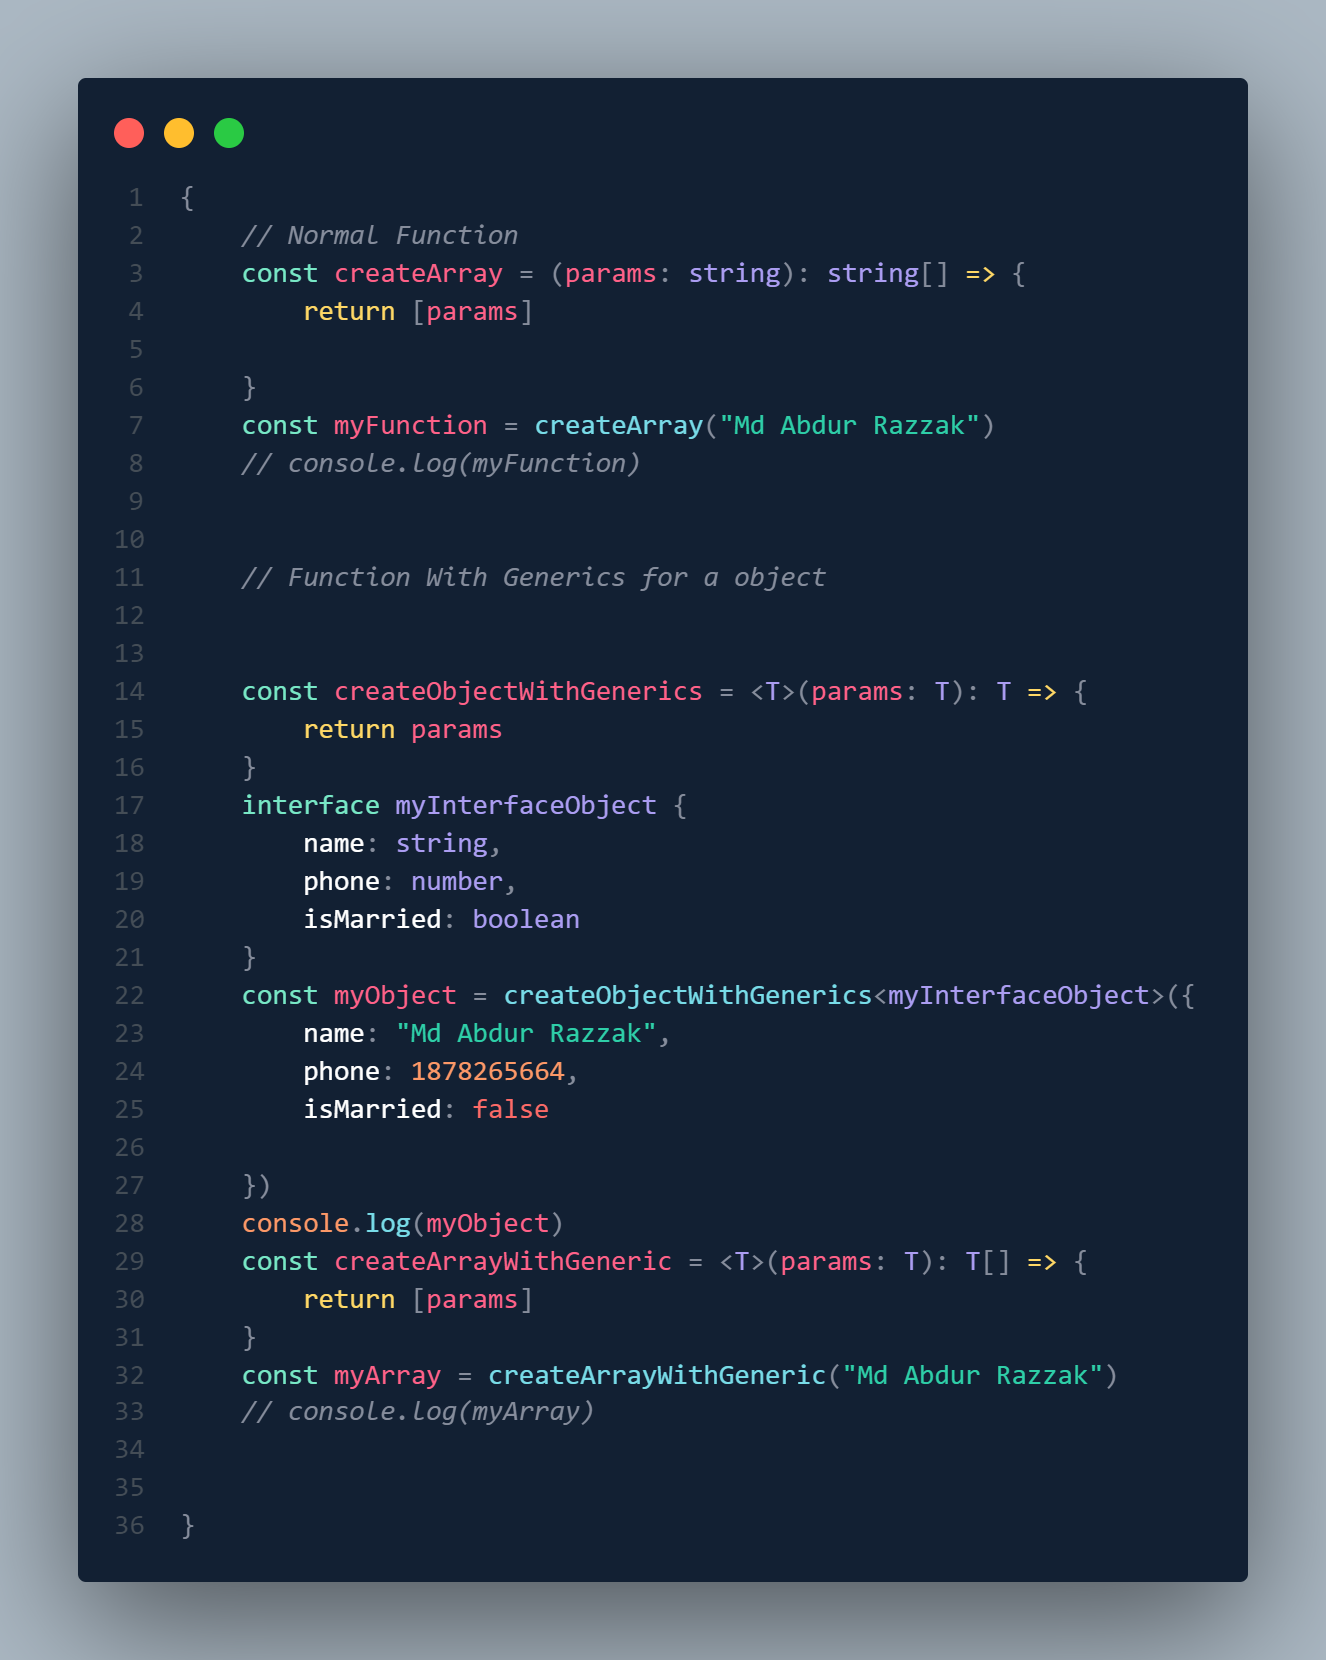 1 {
2     // Normal Function
3     const createArray = (params: string): string[] => {
4         return [params]
5
6     }
7     const myFunction = createArray("Md Abdur Razzak")
8     // console.log(myFunction)
9
10
11     // Function With Generics for a object
12
13
14     const createObjectWithGenerics = <T>(params: T): T => {
15         return params
16     }
17     interface myInterfaceObject {
18         name: string,
19         phone: number,
20         isMarried: boolean
21     }
22     const myObject = createObjectWithGenerics<myInterfaceObject>({
23         name: "Md Abdur Razzak",
24         phone: 1878265664,
25         isMarried: false
26
27     })
28     console.log(myObject)
29     const createArrayWithGeneric = <T>(params: T): T[] => {
30         return [params]
31     }
32     const myArray = createArrayWithGeneric("Md Abdur Razzak")
33     // console.log(myArray)
34
35
36 }